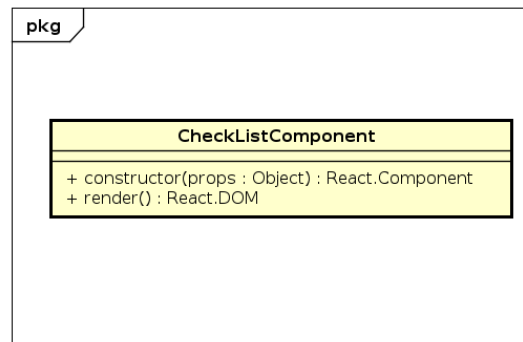 pkg
CheckListComponent
+ constructor(props : Object) : React.Component
+ render() : React.DOM